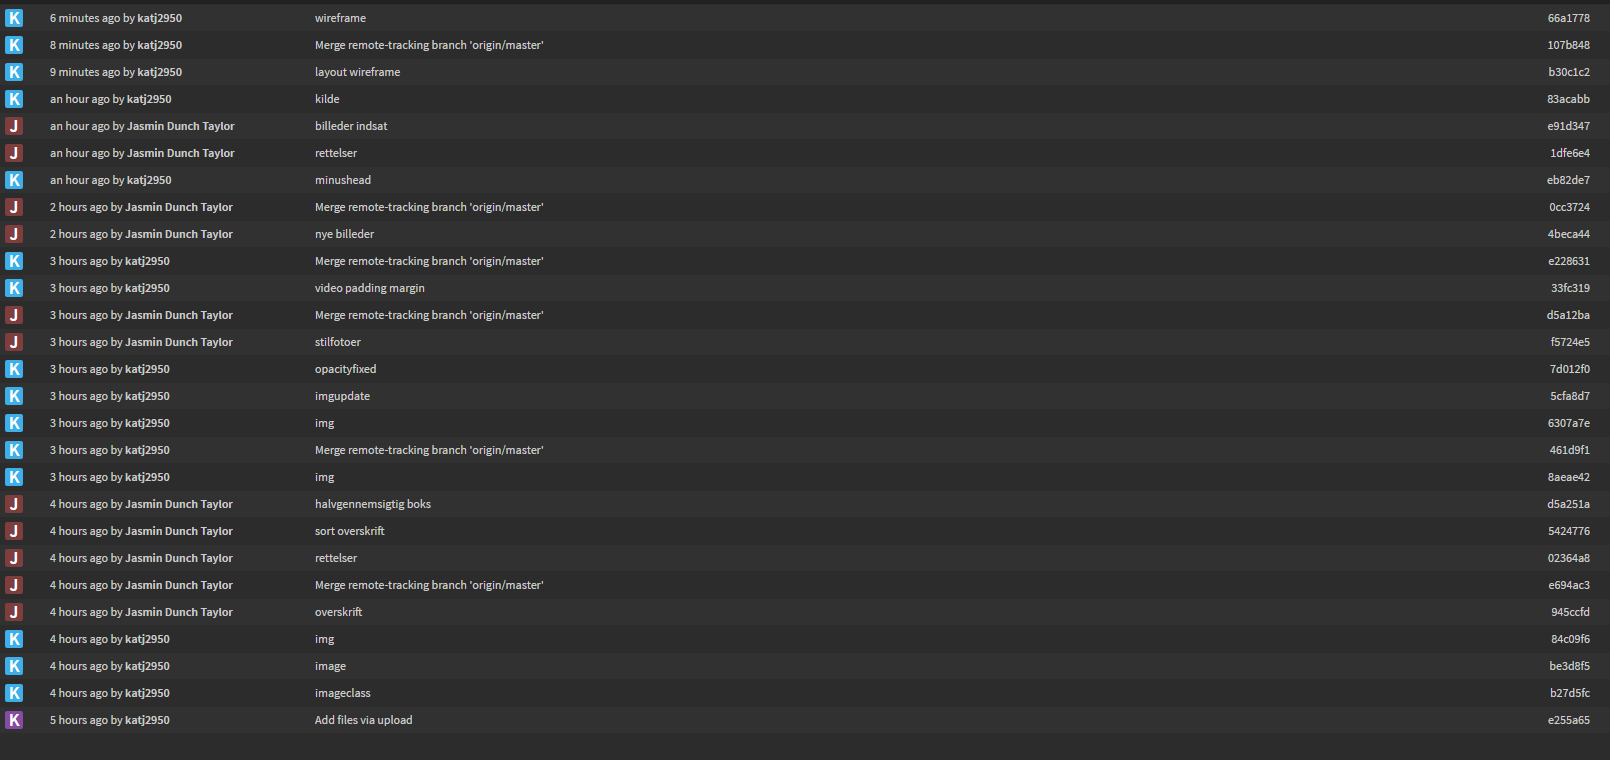 K 6 minutes ago by katj2950 wireframe 66a1778
K 8 minutes ago by katj2950 Merge remote-tracking branch 'origin/master' 107b848
K 9 minutes ago by katj2950 layout wireframe b30c1c2
K an hour ago by katj2950 kilde 83acabb
J an hour ago by Jasmin Dunch Taylor billeder indsat e91d347
J an hour ago by Jasmin Dunch Taylor rettelser 1dfe6e4
K an hour ago by katj2950 minushead eb82de7
J 2 hours ago by Jasmin Dunch Taylor Merge remote-tracking branch 'origin/master' 0cc3724
J 2 hours ago by Jasmin Dunch Taylor nye billeder 4beca44
K 3 hours ago by katj2950 Merge remote-tracking branch 'origin/master' e228631
K 3 hours ago by katj2950 video padding margin 33fc319
J 3 hours ago by Jasmin Dunch Taylor Merge remote-tracking branch 'origin/master' d5a12ba
J 3 hours ago by Jasmin Dunch Taylor stilfotoer f5724e5
K 3 hours ago by katj2950 opacityfixed 7d012f0
K 3 hours ago by katj2950 imgupdate 5cfa8d7
K 3 hours ago by katj2950 img 6307a7e
K 3 hours ago by katj2950 Merge remote-tracking branch 'origin/master' 461d9f1
K 3 hours ago by katj2950 img 8aeae42
J 4 hours ago by Jasmin Dunch Taylor halvgennemsigtig boks d5a251a
J 4 hours ago by Jasmin Dunch Taylor sort overskrift 5424776
J 4 hours ago by Jasmin Dunch Taylor rettelser 02364a8
J 4 hours ago by Jasmin Dunch Taylor Merge remote-tracking branch 'origin/master' e694ac3
J 4 hours ago by Jasmin Dunch Taylor overskrift 945ccfd
K 4 hours ago by katj2950 img 84c09f6
K 4 hours ago by katj2950 image be3d8f5
K 4 hours ago by katj2950 imageclass b27d5fc
K 5 hours ago by katj2950 Add files via upload e255a65